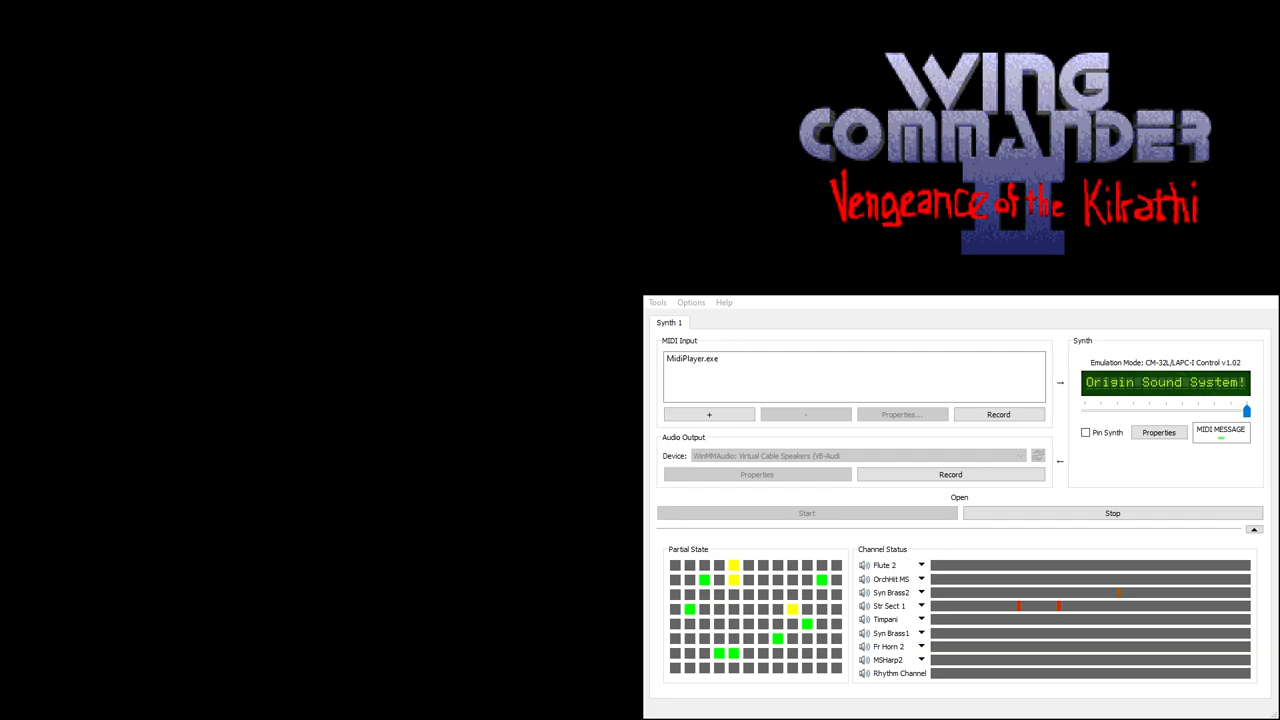 WING
COMMANDER
II
Vengeance of the Kilrathi
Tools Options Help
Synth 1
MIDI Input
MidiPlayer.exe
+ - Properties... Record
Audio Output
Device: WinMMAudio: Virtual Cable Speakers (VB-Audi
Properties Record
Synth
Emulation Mode: CM-32L/LAPC-I Control v1.02
Origin Sound System!
Pin Synth Properties MIDI MESSAGE
Open
Start Stop
Partial State
Channel Status
Flute 2
OrchHit MS
Syn Brass2
Str Sect 1
Timpani
Syn Brass1
Fr Horn 2
MSHarp2
Rhythm Channel